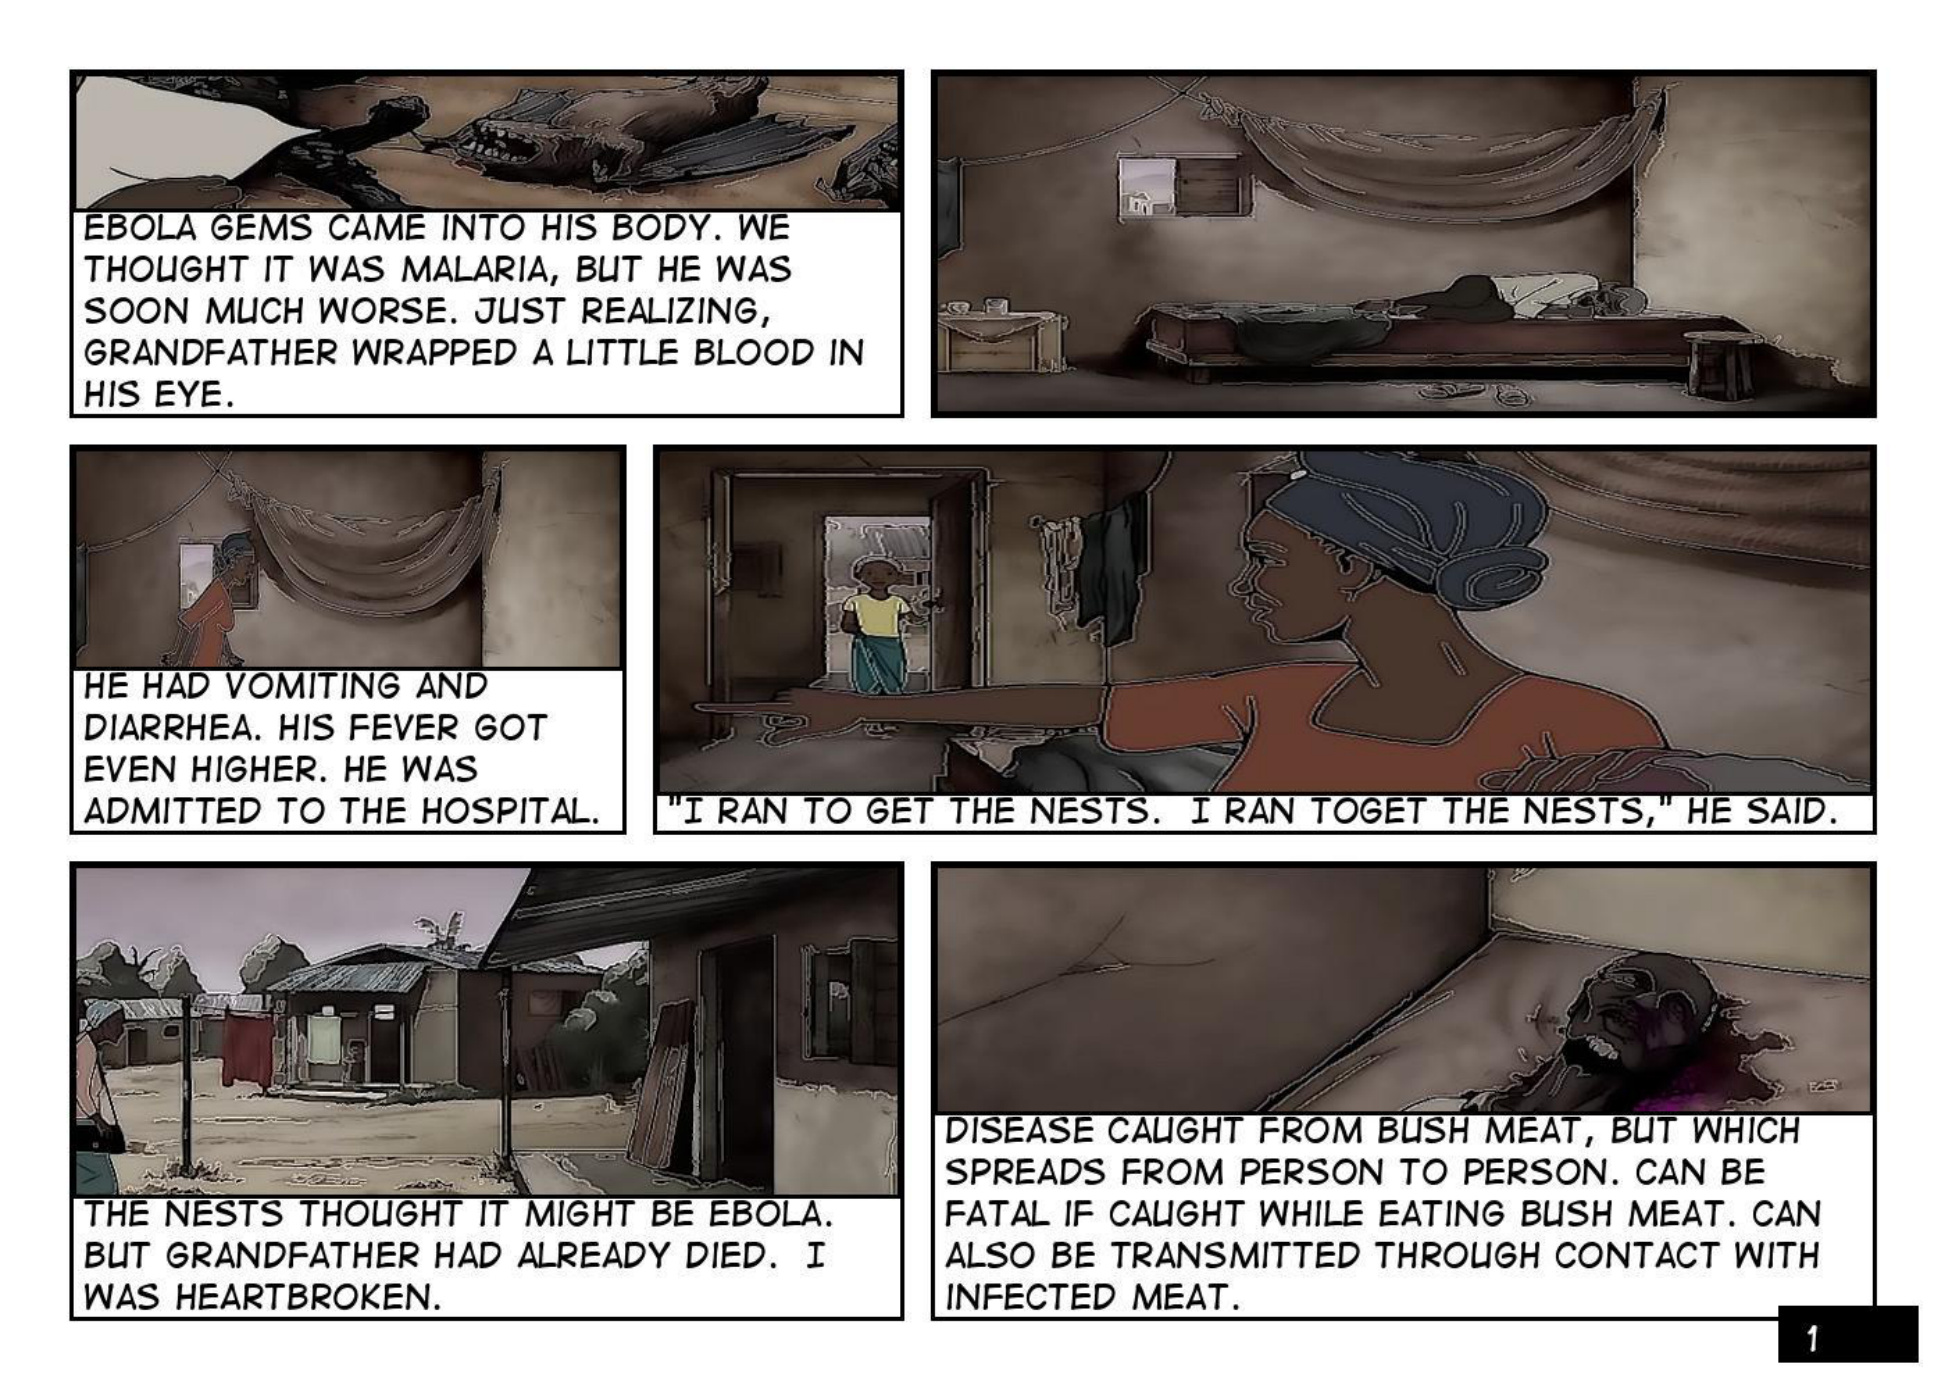 EBOLA GEMS CAME INTO HIS BODY. WE
THOUGHT IT WAS MALARIA, BUT HE WAS
SOON MUCH WORSE. JUST REALIZING,
GRANDFATHER WRAPPED A LITTLE BLOOD IN
HIS EYE.
HE HAD VOMITING AND
DIARRHEA. HIS FEVER GOT
EVEN HIGHER. HE WAS
ADMITTED TO THE HOSPITAL.
"I RAN TO GET THE NESTS. I RAN TOGET THE NESTS," HE SAID.
THE NESTS THOUGHT IT MIGHT BE EBOLA.
BUT GRANDFATHER HAD ALREADY DIED. I
WAS HEARTBROKEN.
DISEASE CAUGHT FROM BUSH MEAT, BUT WHICH
SPREADS FROM PERSON TO PERSON. CAN BE
FATAL IF CAUGHT WHILE EATING BUSH MEAT. CAN
ALSO BE TRANSMITTED THROUGH CONTACT WITH
INFECTED MEAT.
1